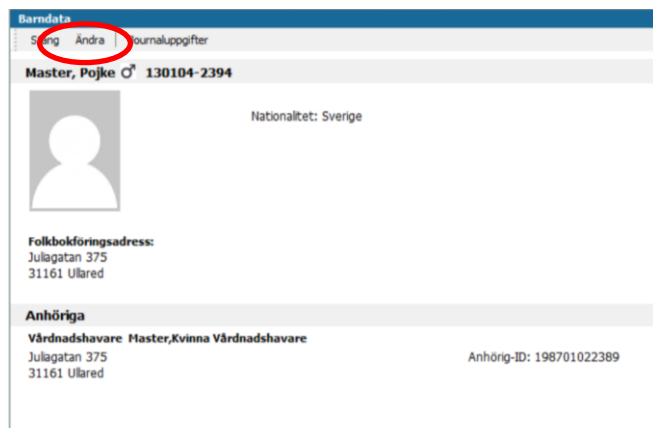 Barndata
Stäng Ändra | Journaluppgifter
Master, Pojke ♂ 130104-2394
Nationalitet: Sverige
Folkbokföringsadress:
Juliagatan 375
31161 Ullared
Anhöriga
Vårdnadshavare Master,Kvinna Vårdnadshavare
Juliagatan 375
31161 Ullared
Anhörig-ID: 198701022389